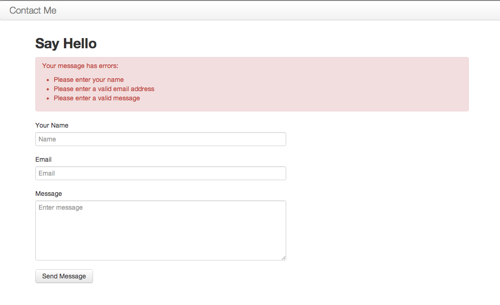 Contact Me
Say Hello
Your message has errors:
Please enter your name
Please enter a valid email address
Please enter a valid message
Your Name
Name
Email
Email
Message
Enter message
Send Message